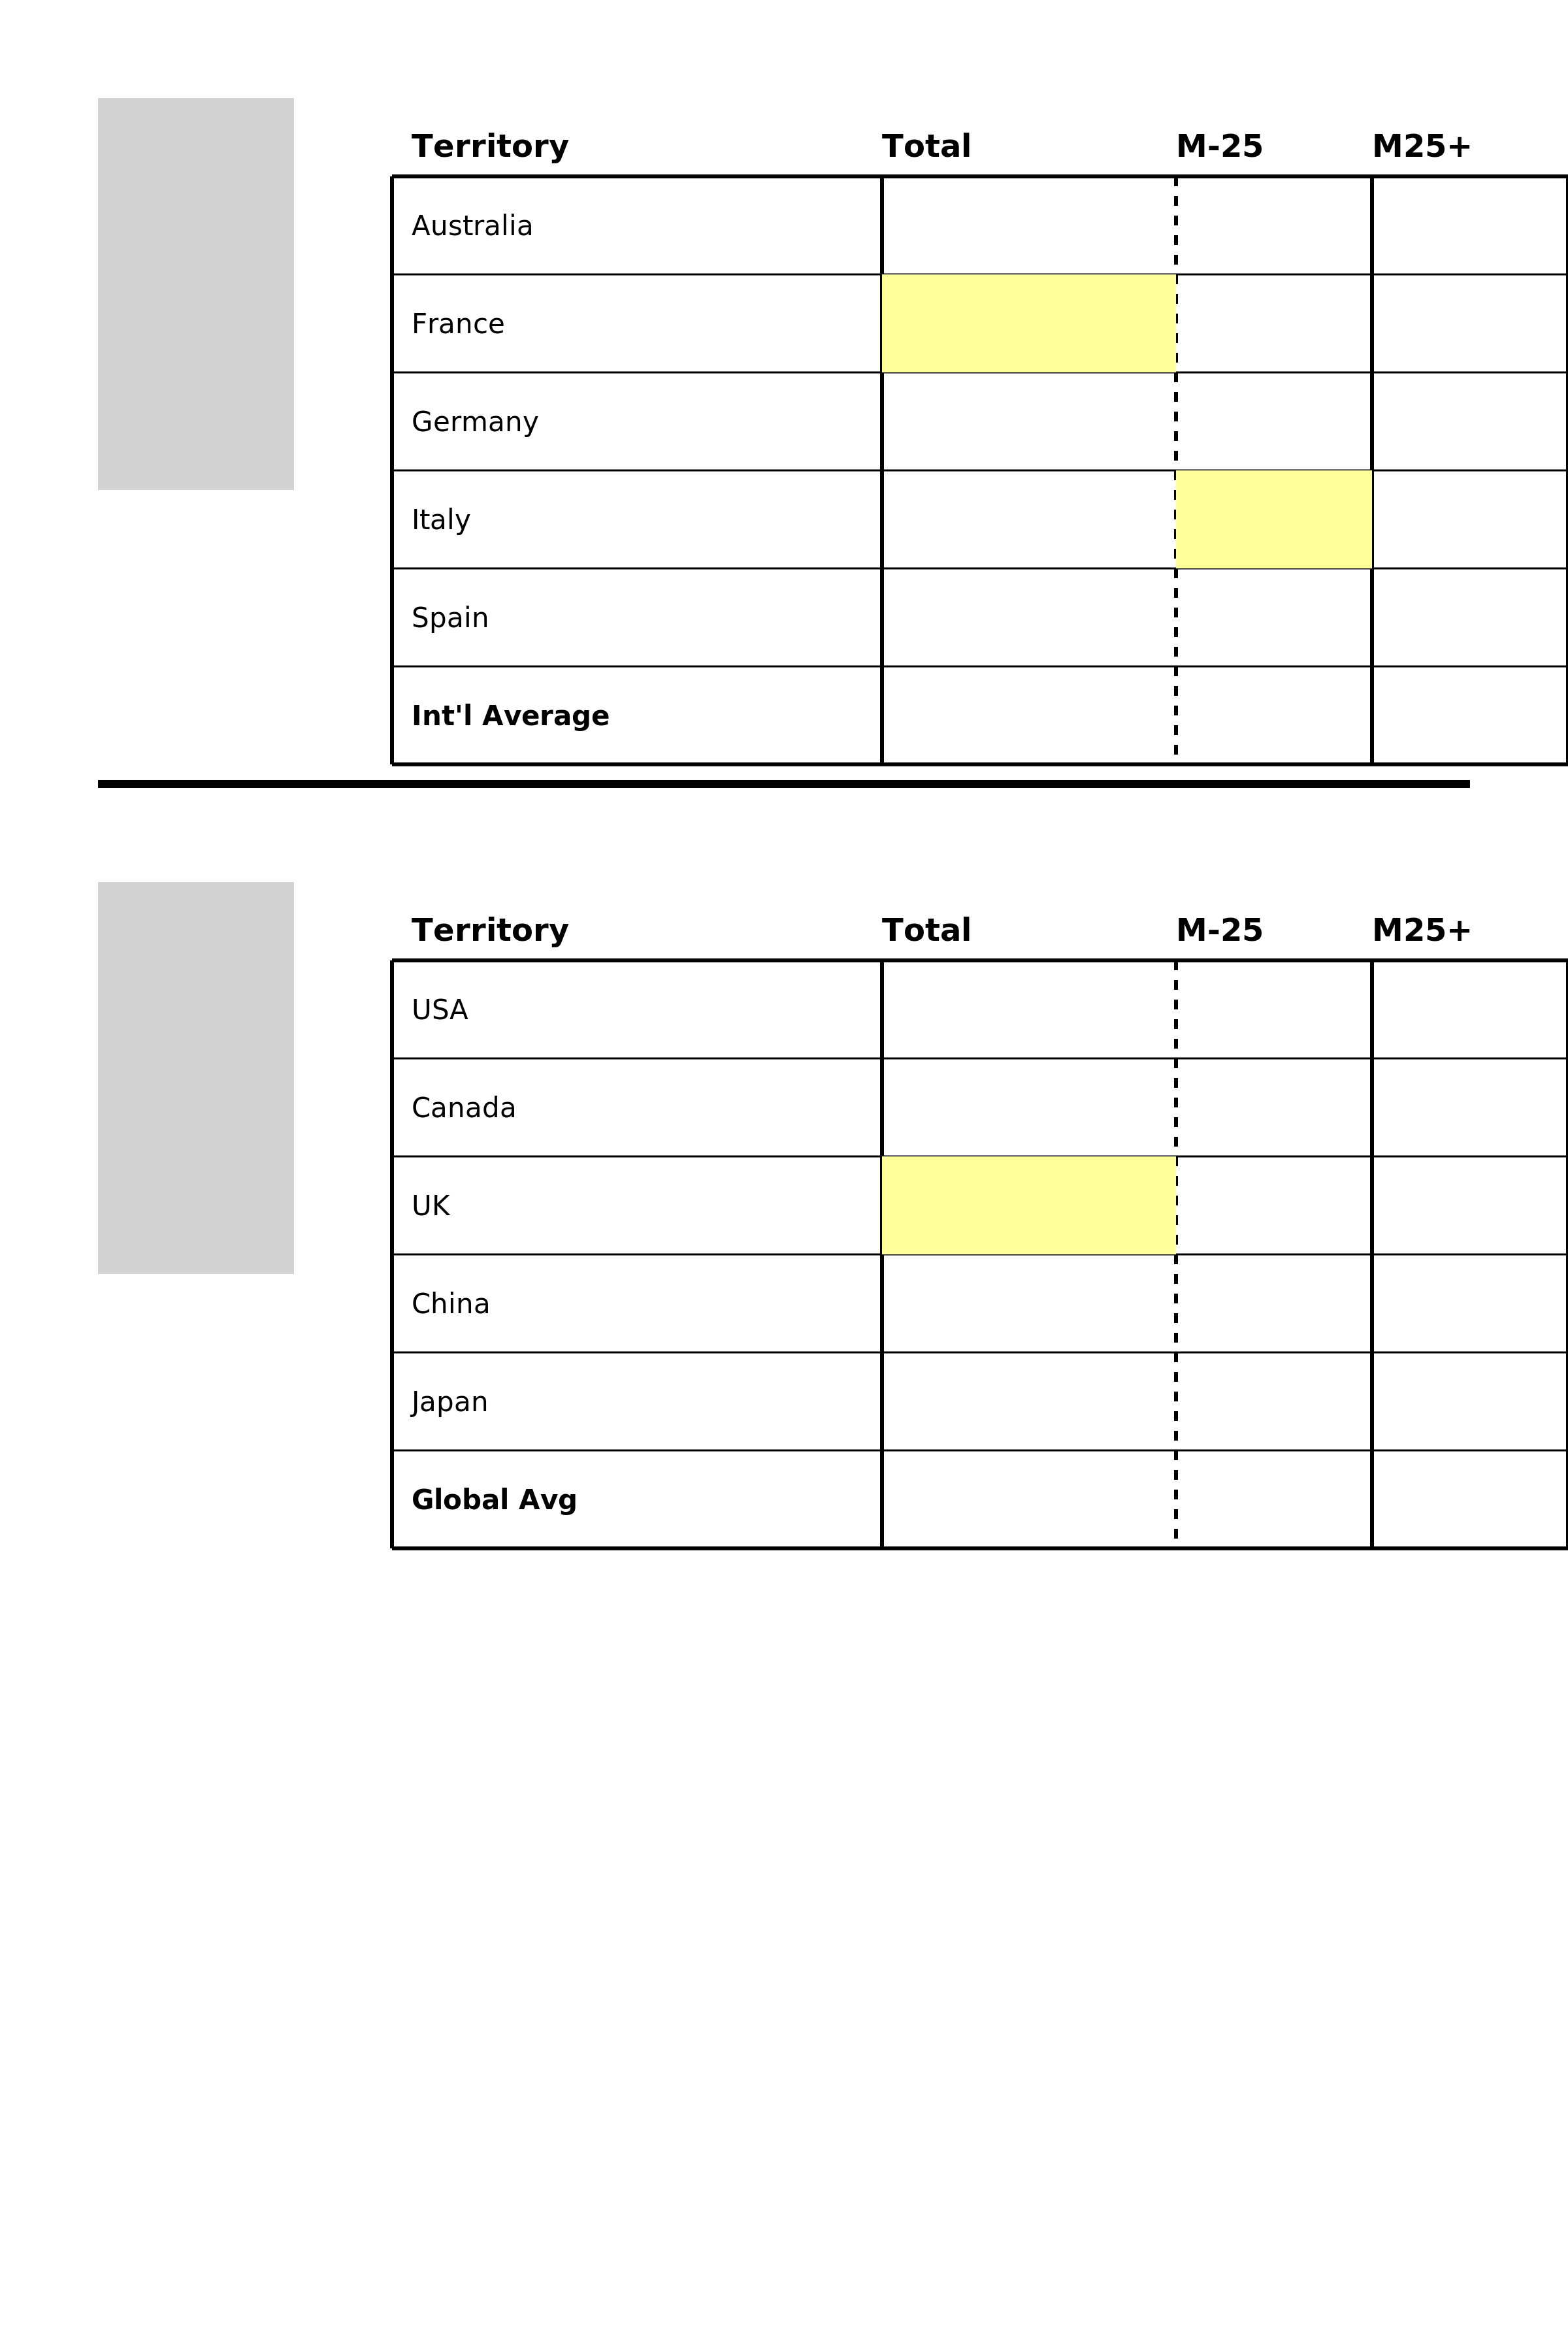 Territory Total M-25 M25+
Australia
France
Germany
Italy
Spain
Int'l Average
Territory Total M-25 M25+
USA
Canada
UK
China
Japan
Global Avg